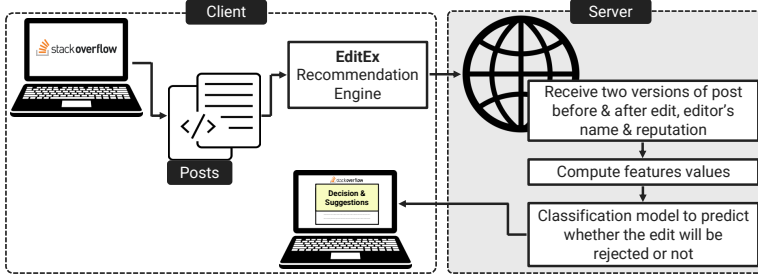 Client
stackoverflow
EditEx
Recommendation
Engine
</>
Posts
stackoverflow
Decision &
Suggestions
Server
Receive two versions of post
before & after edit, editor's
name & reputation
Compute features values
Classification model to predict
whether the edit will be
rejected or not